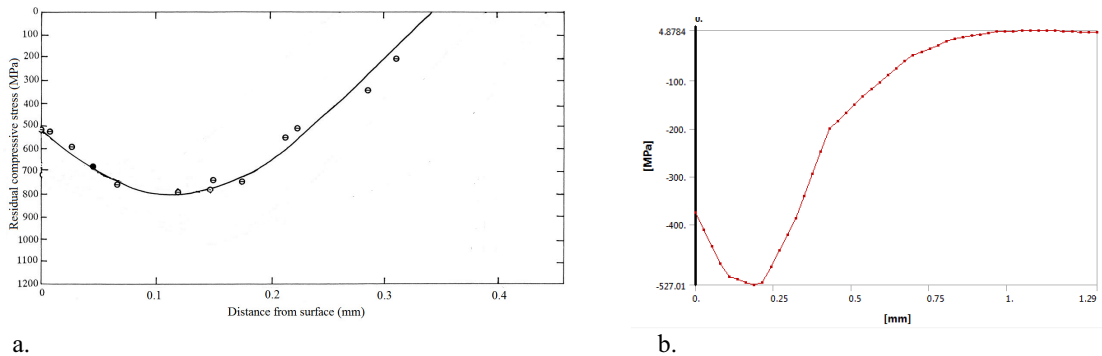 0
100
200
300
400
500
600
700
800
900
1000
1100
1200
Residual compressive stress (MPa)
0 0.1 0.2 0.3 0.4
Distance from surface (mm)
a.
0.
4.8784
-100.
-200.
-300.
-400.
-527.01
[MPa]
0. 0.25 0.5 0.75 1. 1.29
[mm]
b.